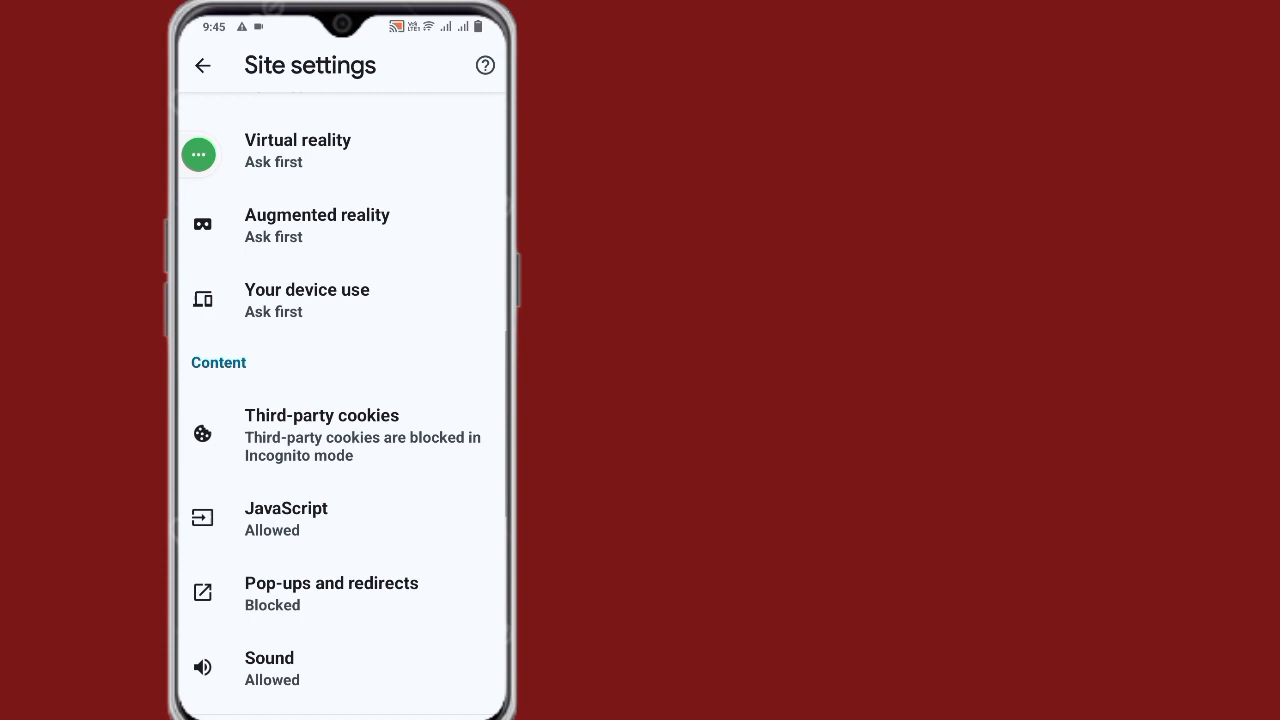 9:45
Site settings
Virtual reality
Ask first
Augmented reality
Ask first
Your device use
Ask first
Content
Third-party cookies
Third-party cookies are blocked in
Incognito mode
JavaScript
Allowed
Pop-ups and redirects
Blocked
Sound
Allowed